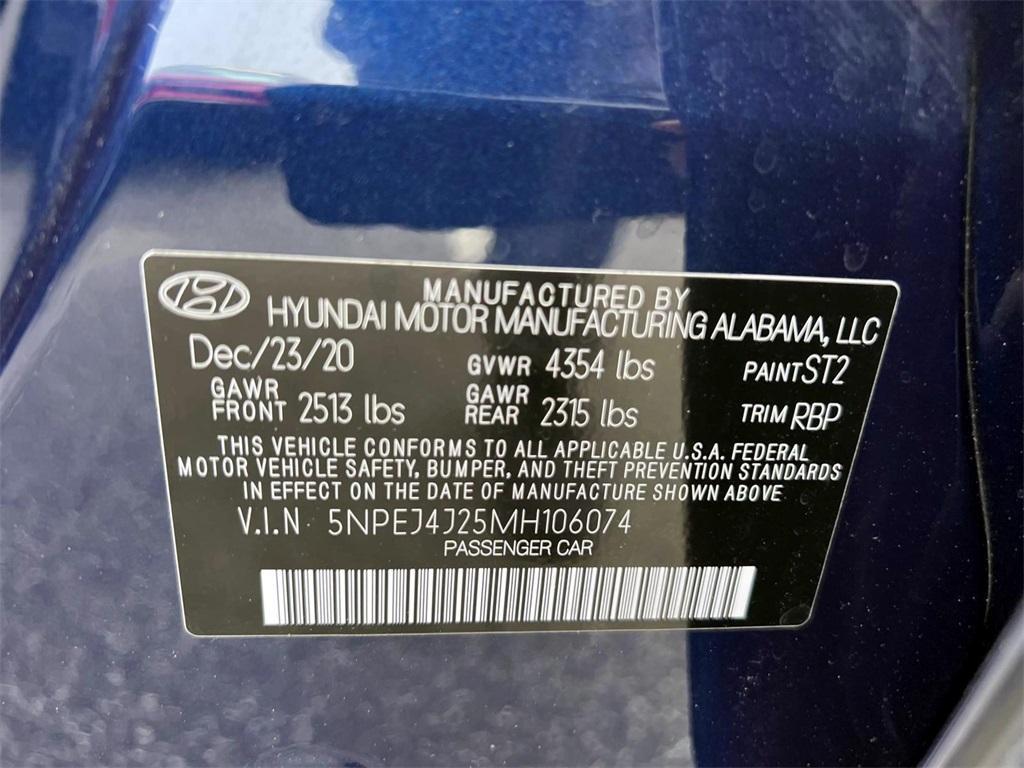 MANUFACTURED BY
HYUNDAI MOTOR MANUFACTURING ALABAMA, LLC
Dec/23/20 GVWR 4354 lbs PAINT ST2
GAWR FRONT 2513 lbs GAWR REAR 2315 lbs TRIM RBP
THIS VEHICLE CONFORMS TO ALL APPLICABLE U.S.A. FEDERAL
MOTOR VEHICLE SAFETY, BUMPER, AND THEFT PREVENTION STANDARDS
IN EFFECT ON THE DATE OF MANUFACTURE SHOWN ABOVE
V.I.N 5NPEJ4J25MH106074
PASSENGER CAR